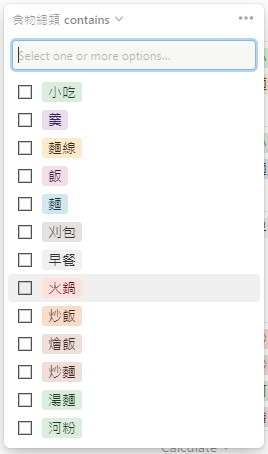 食物總類 contains
Select one or more options...
小吃
羹
麵線
飯
麵
刈包
早餐
火鍋
炒飯
燴飯
炒麵
湯麵
河粉
Calculate